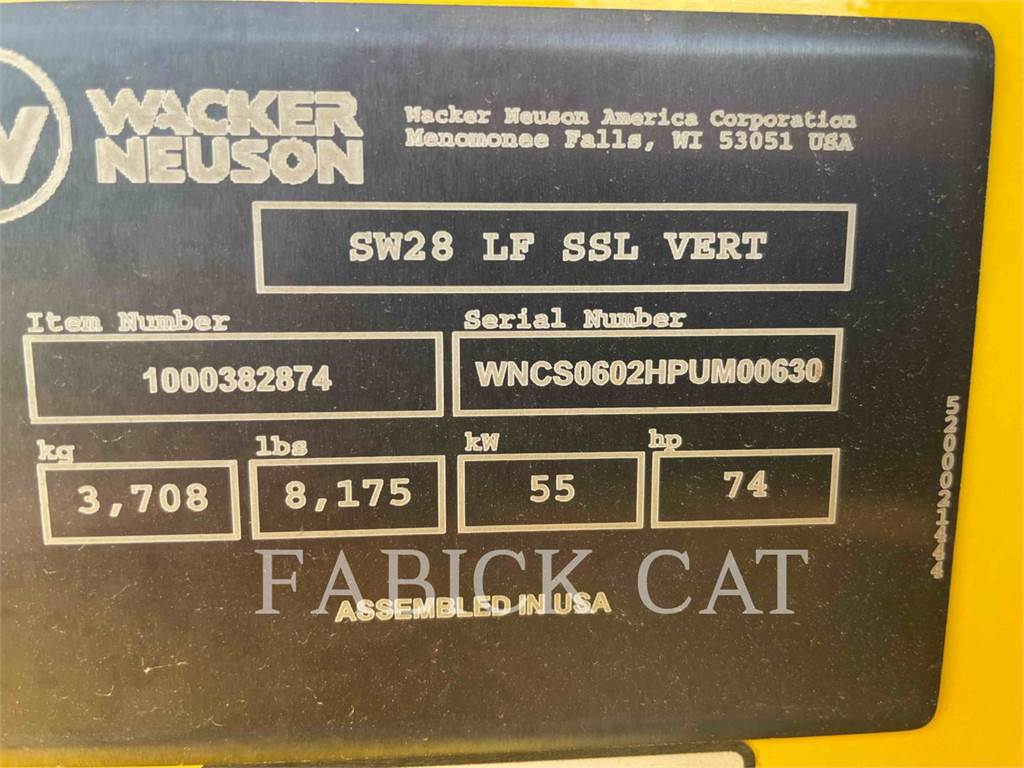 W
WACKER
NEUSON
Wacker Neuson America Corporation
Menomonee Falls, WI 53051 USA
SW28 LF SSL VERT
Item Number
Serial Number
1000382874
WNCS0602HPUM00630
kg
lbs
kW
hp
3,708
8,175
55
74
FABICK CAT
ASSEMBLED IN USA